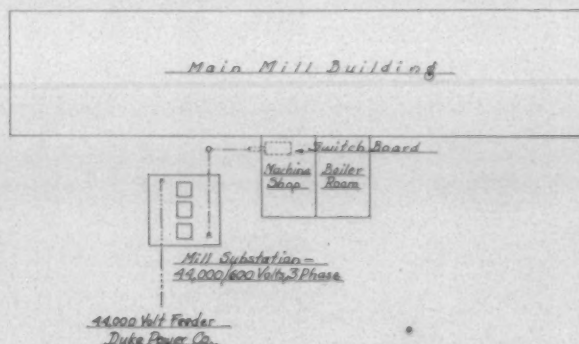 Main Mill Building
Switch Board
Machine
Shop
Boiler
Room
Mill Substation-
44,000/600 Volts, 3 Phase
44,000 Volt Feeder
Duke Power Co.